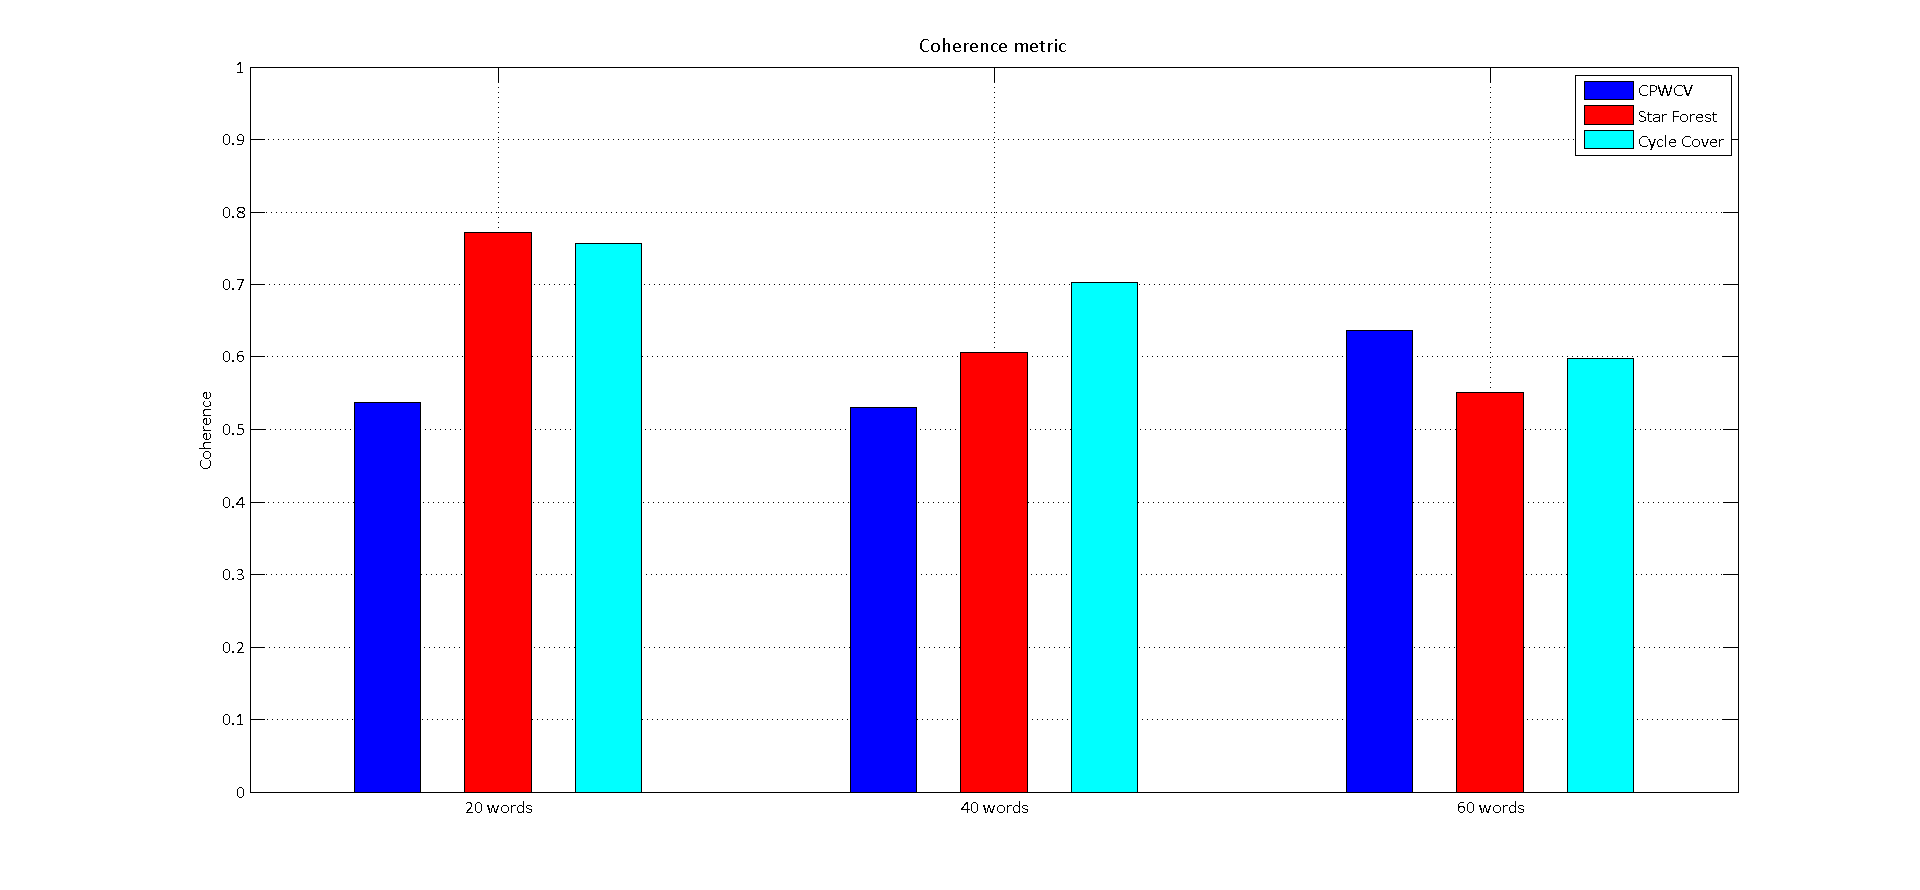 Coherence metric
CPWCV
Star Forest
Cycle Cover
Coherence
1
0.9
0.8
0.7
0.6
0.5
0.4
0.3
0.2
0.1
0
20 words
40 words
60 words